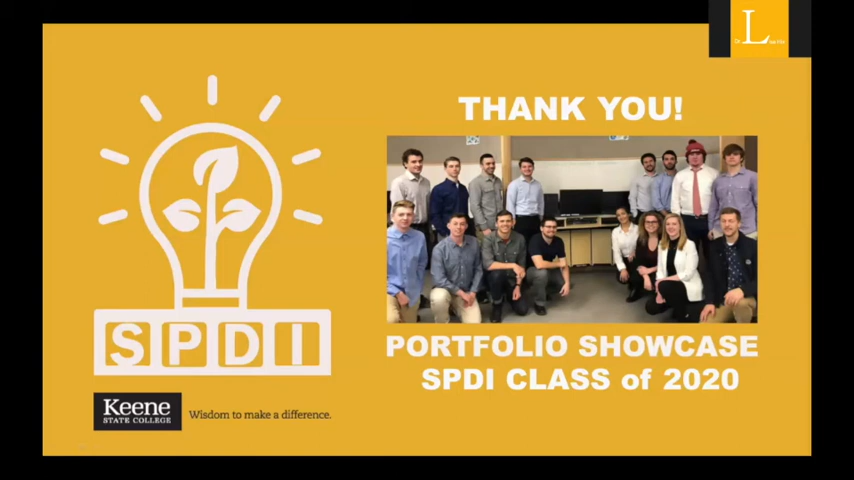 L
THANK YOU!
SPDI
PORTFOLIO SHOWCASE
SPDI CLASS of 2020
Keene
STATE COLLEGE
Wisdom to make a difference.